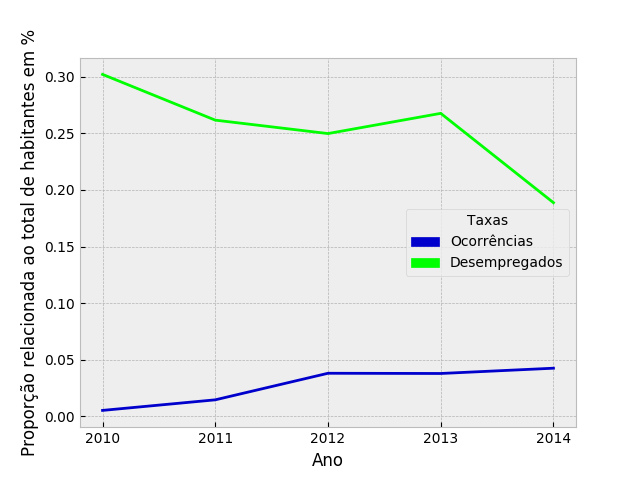 Proporção relacionada ao total de habitantes em %
0.30
0.25
0.20
0.15
0.10
0.05
0.00
Taxas
Ocorrências
Desempregados
2010 2011 2012 2013 2014
Ano